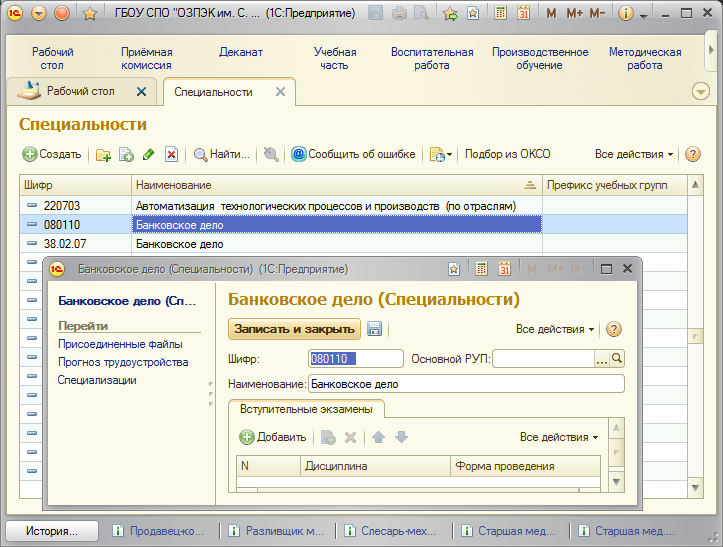 ГБОУ СПО "ОЗПЭК им. С. ... (1С:Предприятие)
M M+ M-
Рабочий стол
Приёмная комиссия
Деканат
Учебная часть
Воспитательная работа
Производственное обучение
Методическая работа
Рабочий стол
Специальности
Специальности
Создать
Найти...
Сообщить об ошибке
Подбор из ОКСО
Все действия
Шифр Наименование Префикс учебных групп
220703 Автоматизация технологических процессов и производств (по отраслям)
080110 Банковское дело
38.02.07 Банковское дело
Банковское дело (Специальности) (1С:Предприятие)
M M+ M-
Банковское дело (Сп...
Перейти
Присоединенные файлы
Прогноз трудоустройства
Специализации
Банковское дело (Специальности)
Записать и закрыть
Все действия
Шифр: 080110 Основной РУП:
Наименование: Банковское дело
Вступительные экзамены
Добавить
Все действия
N Дисциплина Форма проведения
История...
Продавец-ко...
Разливщик м...
Слесарь-мех...
Старшая мед...
Старшая мед....